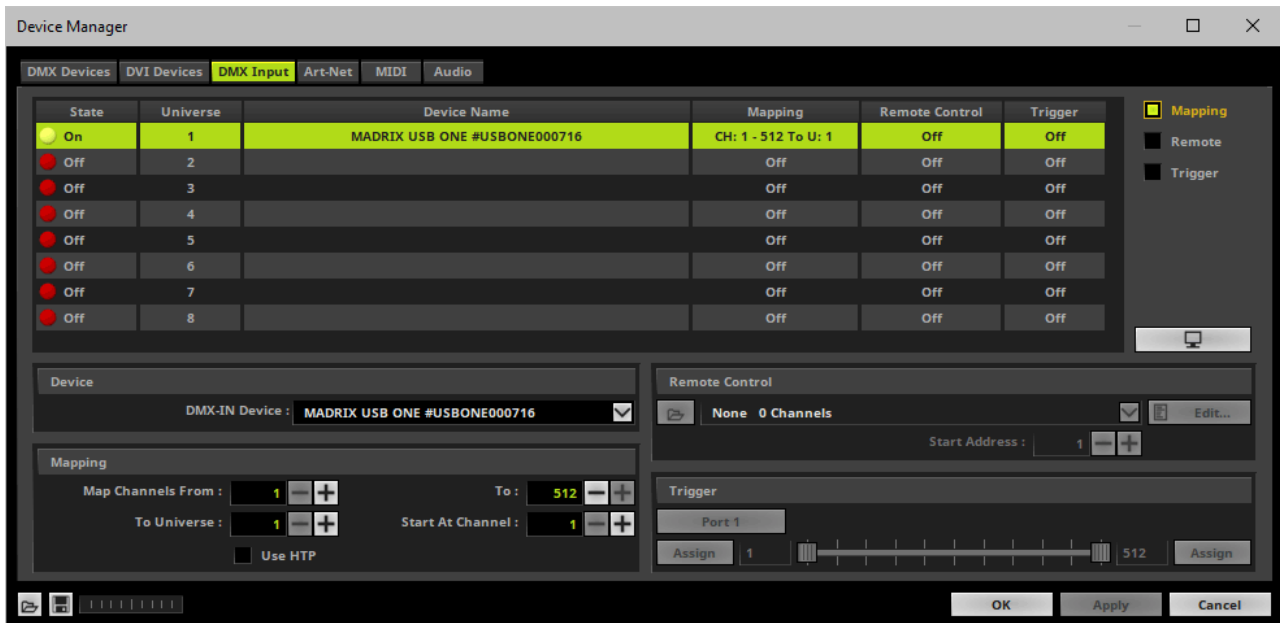 Device Manager
DMX Devices DVI Devices DMX Input Art-Net MIDI Audio
State Universe Device Name Mapping Remote Control Trigger
On 1 MADRIX USB ONE #USBONE000716 CH: 1 - 512 To U: 1 Off Off
Off 2 Off Off Off
Off 3 Off Off Off
Off 4 Off Off Off
Off 5 Off Off Off
Off 6 Off Off Off
Off 7 Off Off Off
Off 8 Off Off Off
Mapping
Remote
Trigger
Device
DMX-IN Device : MADRIX USB ONE #USBONE000716
Mapping
Map Channels From : 1 To : 512
To Universe : 1 Start At Channel : 1
Use HTP
Remote Control
None 0 Channels Edit...
Start Address : 1
Trigger
Port 1
Assign 1 512 Assign
OK Apply Cancel